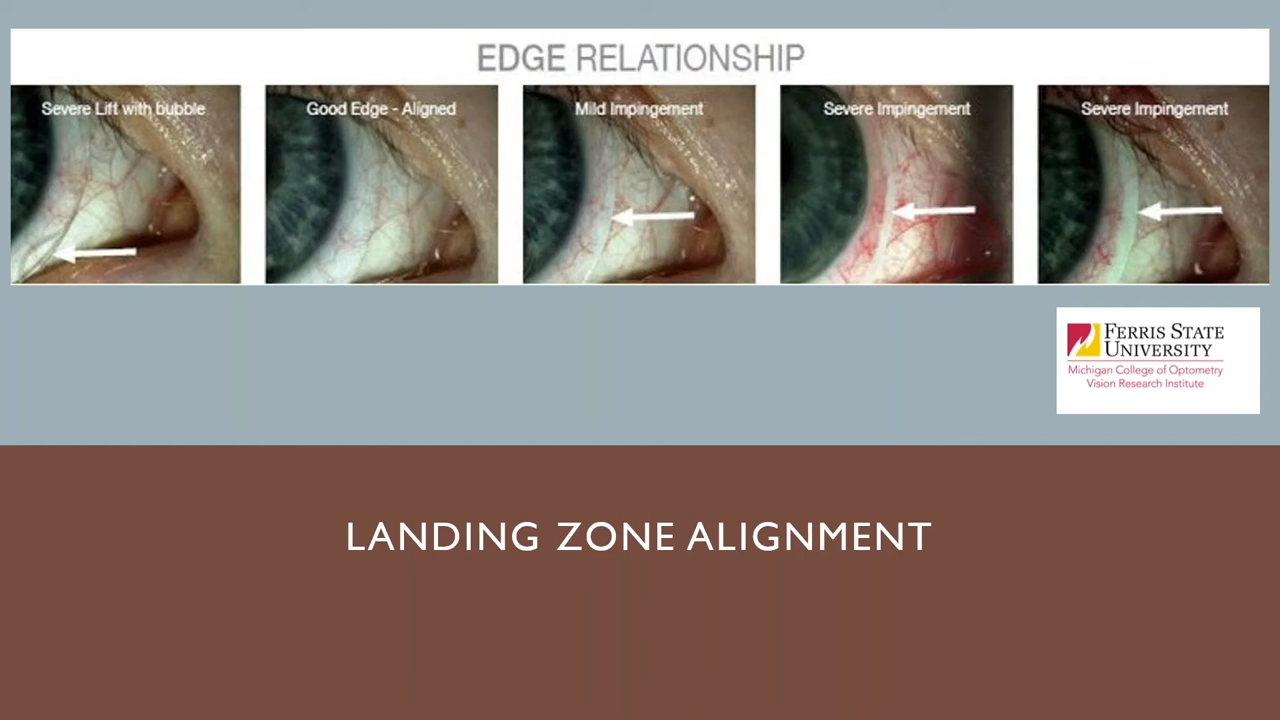 EDGE RELATIONSHIP
Severe Lift with bubble
Good Edge - Aligned
Mild Impingement
Severe Impingement
Severe Impingement
FERRIS STATE
UNIVERSITY
Michigan College of Optometry
Vision Research Institute
LANDING ZONE ALIGNMENT